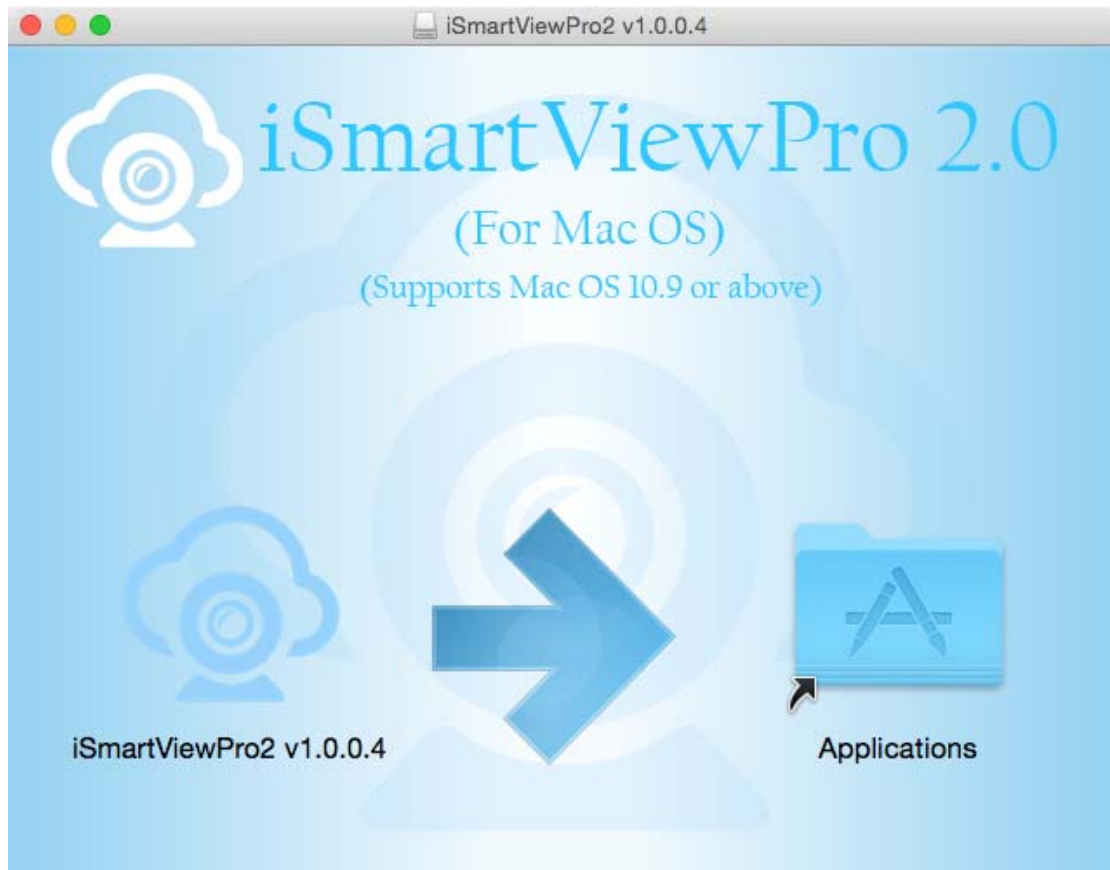 iSmartViewPro2 v1.0.0.4
iSmartViewPro 2.0
(For Mac OS)
(Supports Mac OS 10.9 or above)
iSmartViewPro2 v1.0.0.4
Applications